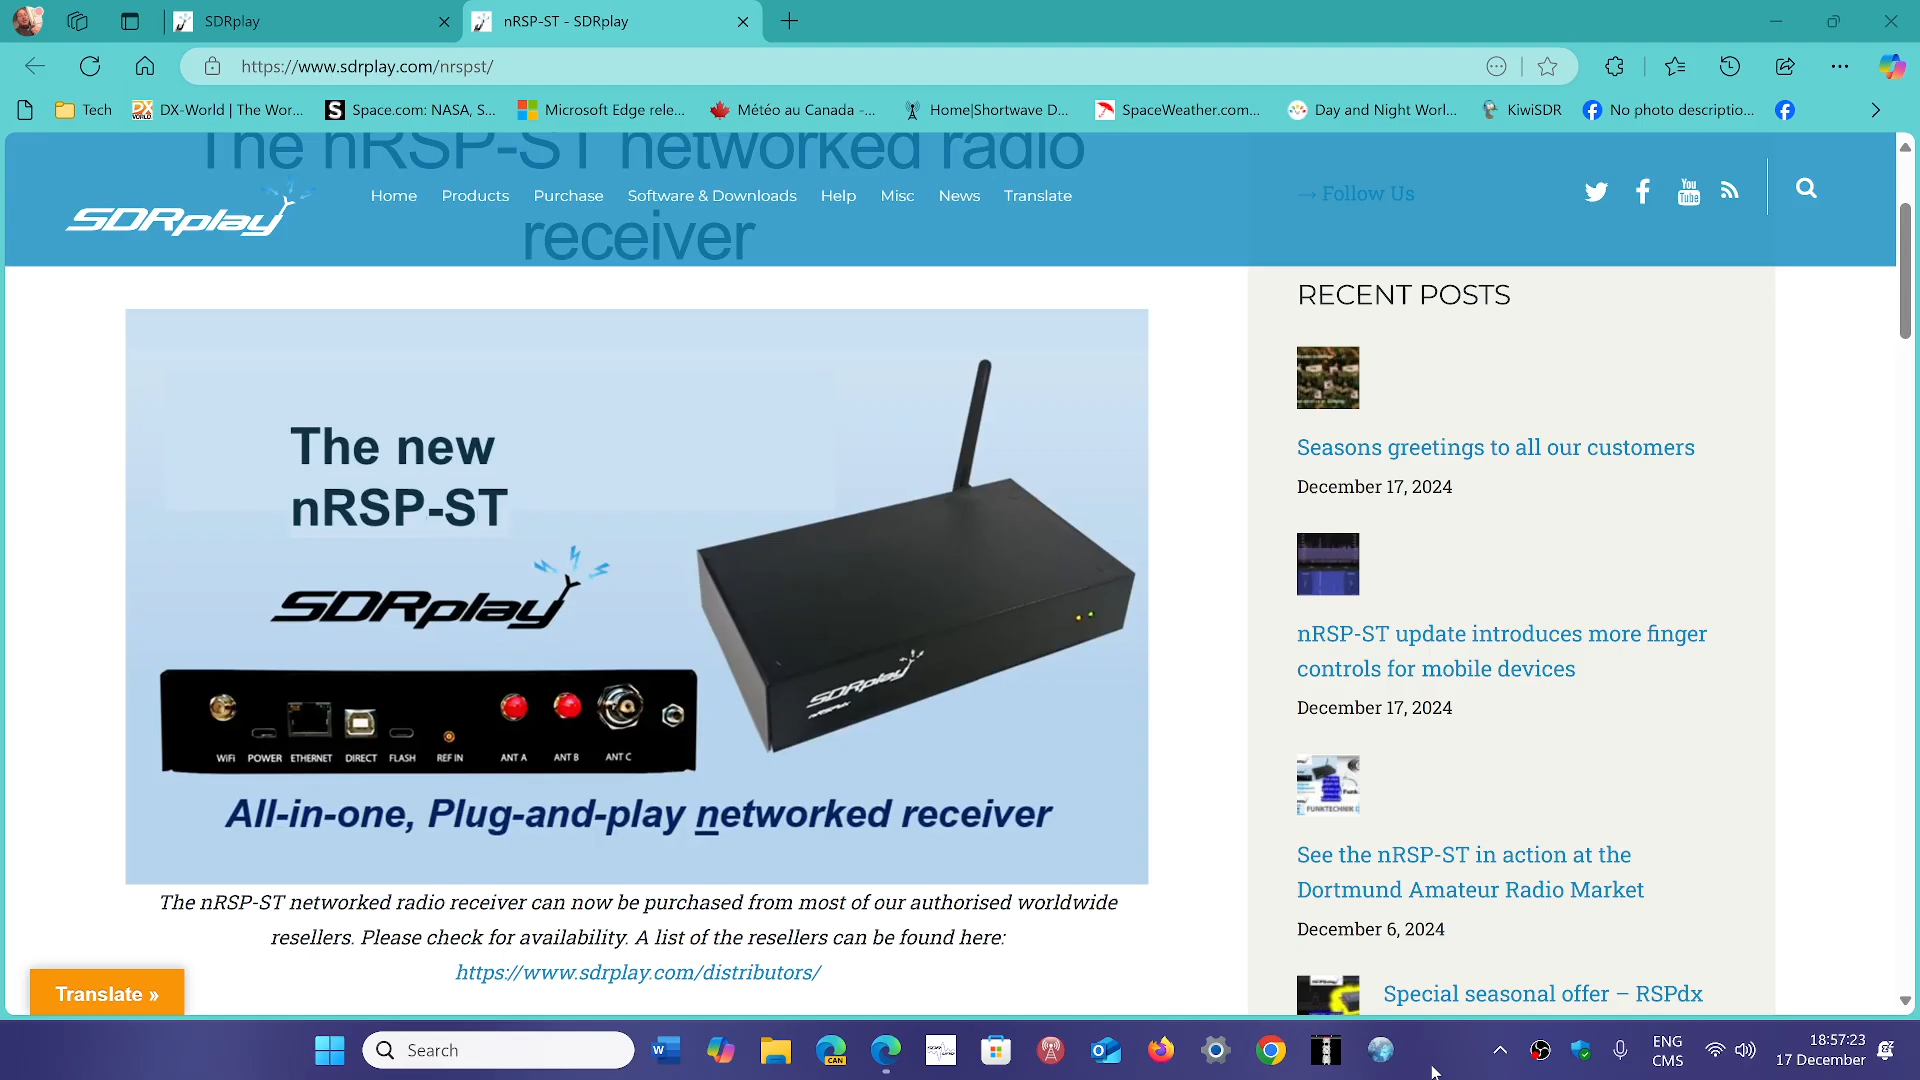 SDRplay
nRSP-ST - SDRplay
https://www.sdrplay.com/nrspst/
Tech
DX-World | The Wor...
Space.com: NASA, S...
Microsoft Edge rele...
Météo au Canada -...
Home|Shortwave D...
SpaceWeather.com...
Day and Night Worl...
KiwiSDR
No photo descriptio...
The nRSP-ST networked radio
receiver
SDRplay
Home
Products
Purchase
Software & Downloads
Help
Misc
News
Translate
→ Follow Us
You
Tube
The new
nRSP-ST
SDRplay
SDRplay
WiFi POWER ETHERNET DIRECT FLASH REF IN ANT A ANT B ANT C
All-in-one, Plug-and-play networked receiver
The nRSP-ST networked radio receiver can now be purchased from most of our authorised worldwide
resellers. Please check for availability. A list of the resellers can be found here:
https://www.sdrplay.com/distributors/
Translate »
RECENT POSTS
Seasons greetings to all our customers
December 17, 2024
nRSP-ST update introduces more finger
controls for mobile devices
December 17, 2024
FUNKTECHNIK
See the nRSP-ST in action at the
Dortmund Amateur Radio Market
December 6, 2024
SDRplay
Special seasonal offer – RSPdx
Search
CAN
ENG
CMS
18:57:23
17 December